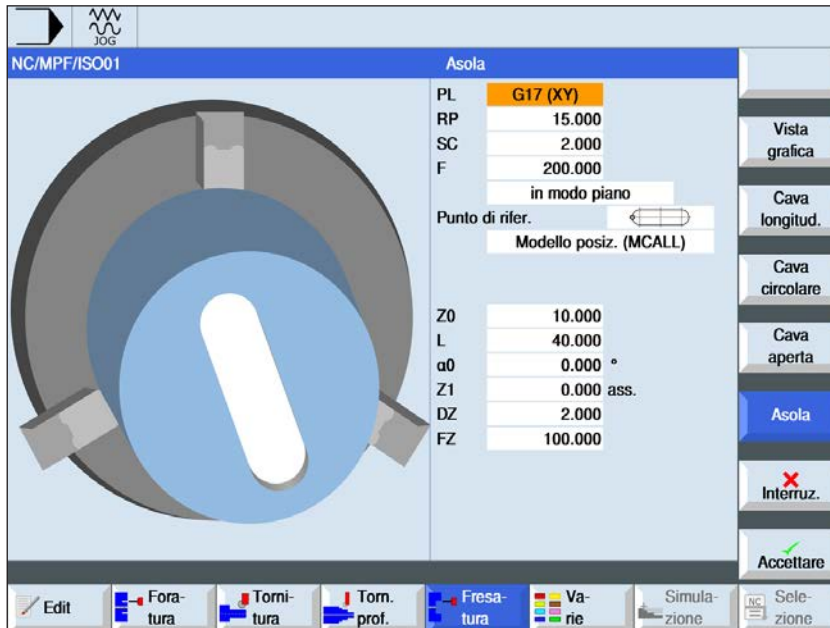 JOG
NC/MPF/ISO01
Asola
PL G17 (XY)
RP 15.000
SC 2.000
F 200.000
in modo piano
Punto di rifer.
Modello posiz. (MCALL)
Z0 10.000
L 40.000
α0 0.000 °
Z1 0.000 ass.
DZ 2.000
FZ 100.000
Vista
grafica
Cava
longitud.
Cava
circolare
Cava
aperta
Asola
Interruz.
Accettare
Edit
Fora-
tura
Torni-
tura
Torn.
prof.
Fresa-
tura
Va-
rie
Simula-
zione
NC
Sele-
zione